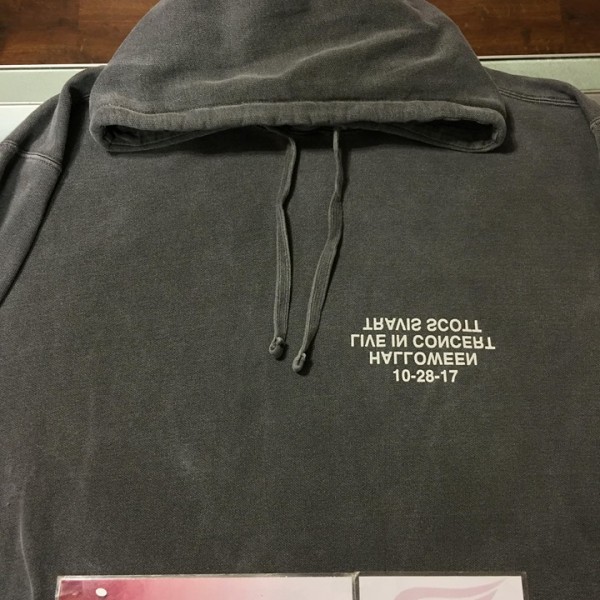 TRAVIS SCOTT
LIVE IN CONCERT
HALLOWEEN
10-28-17